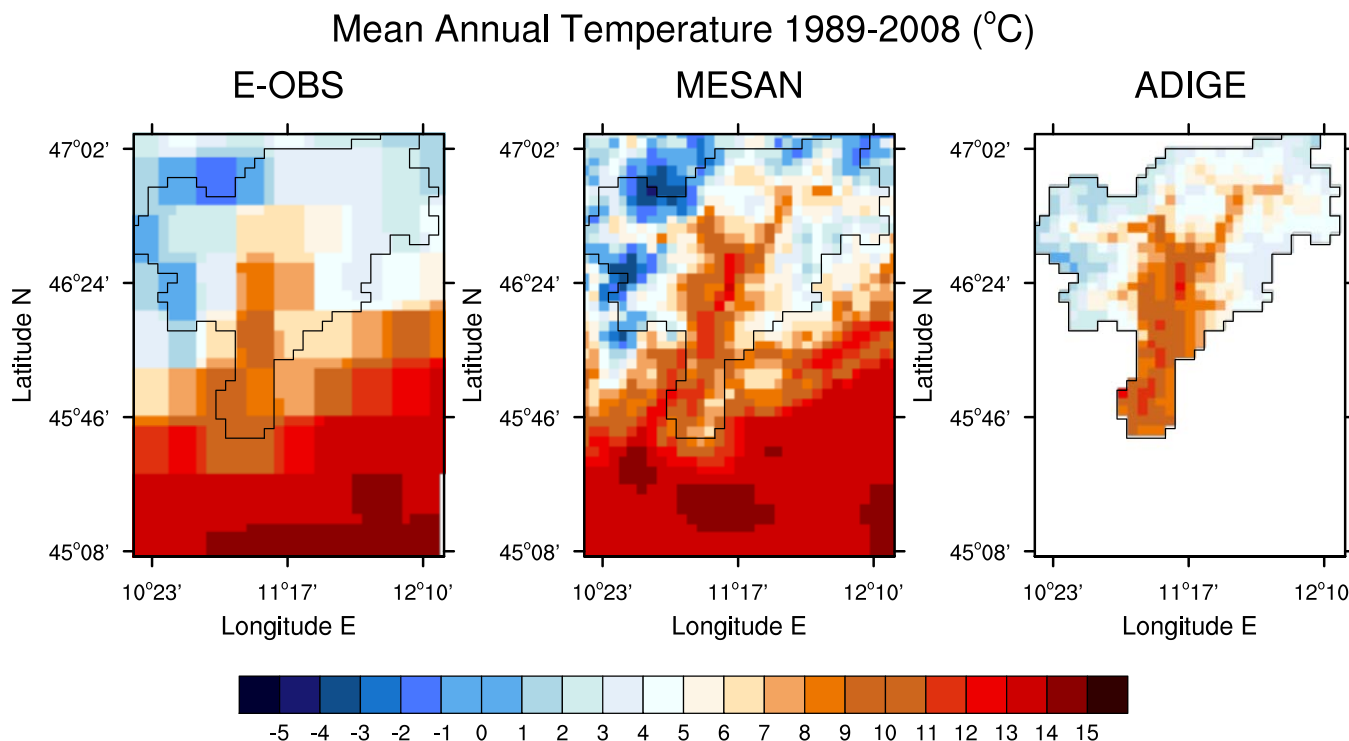 Mean Annual Temperature 1989-2008 (°C)
E-OBS MESAN ADIGE
47°02' 47°02' 47°02'
46°24' 46°24' 46°24'
45°46' 45°46' 45°46'
45°08' 45°08' 45°08'
Latitude N Latitude N Latitude N
10°23' 11°17' 12°10' 10°23' 11°17' 12°10' 10°23' 11°17' 12°10'
Longitude E Longitude E Longitude E
-5 -4 -3 -2 -1 0 1 2 3 4 5 6 7 8 9 10 11 12 13 14 15